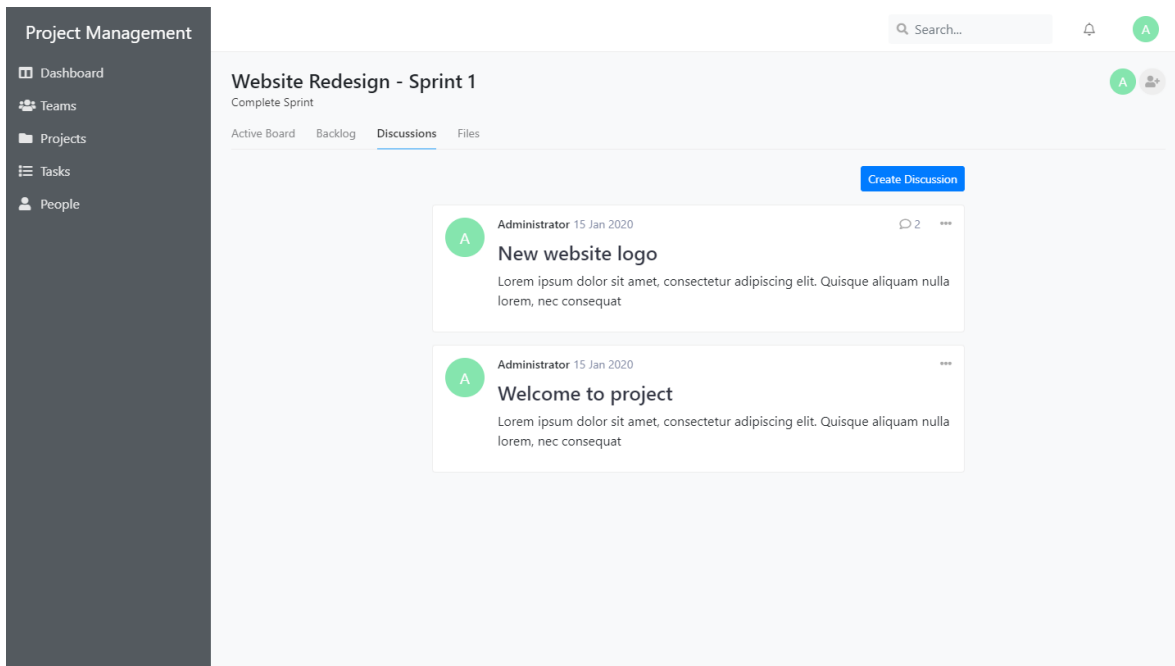 Project Management
Search...
A
Dashboard
Teams
Projects
Tasks
People
Website Redesign - Sprint 1
Complete Sprint
A
Active Board Backlog Discussions Files
Create Discussion
A
Administrator 15 Jan 2020
2
New website logo
Lorem ipsum dolor sit amet, consectetur adipiscing elit. Quisque aliquam nulla
lorem, nec consequat
A
Administrator 15 Jan 2020
Welcome to project
Lorem ipsum dolor sit amet, consectetur adipiscing elit. Quisque aliquam nulla
lorem, nec consequat